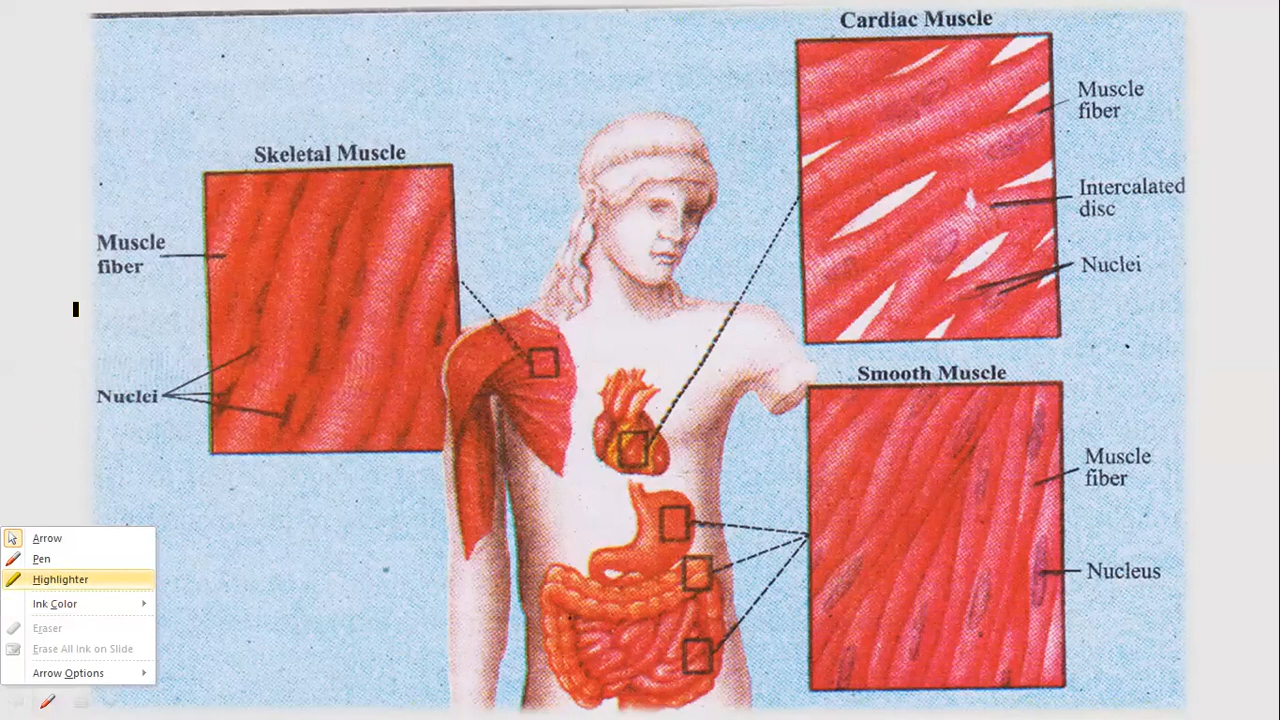 Cardiac Muscle
Muscle
fiber
Intercalated
disc
Nuclei
Skeletal Muscle
Muscle
fiber
Nuclei
Smooth Muscle
Muscle
fiber
Nucleus
Arrow
Pen
Highlighter
Ink Color
Eraser
Erase All Ink on Slide
Arrow Options